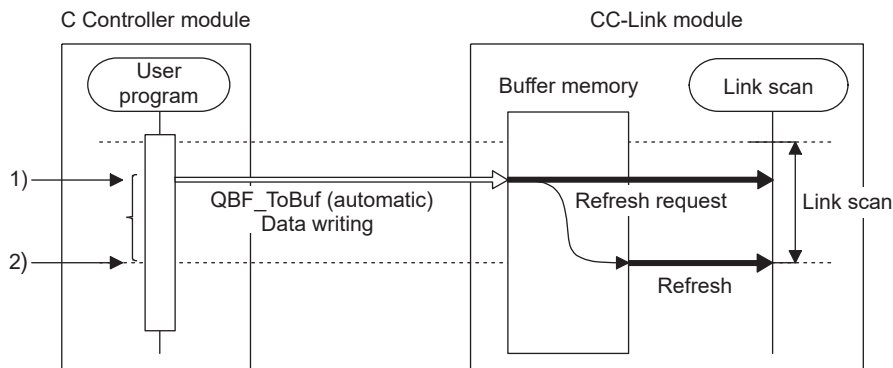 C Controller module
CC-Link module
User
program
Buffer memory
Link scan
1)
QBF_ToBuf (automatic)
Data writing
Refresh request
Link scan
2)
Refresh